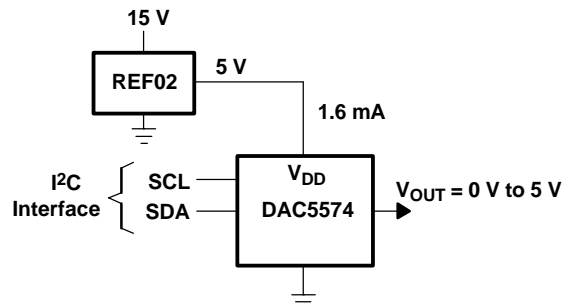 15 V
REF02
5 V
1.6 mA
I²C
Interface
SCL
SDA
VDD
DAC5574
VOUT = 0 V to 5 V